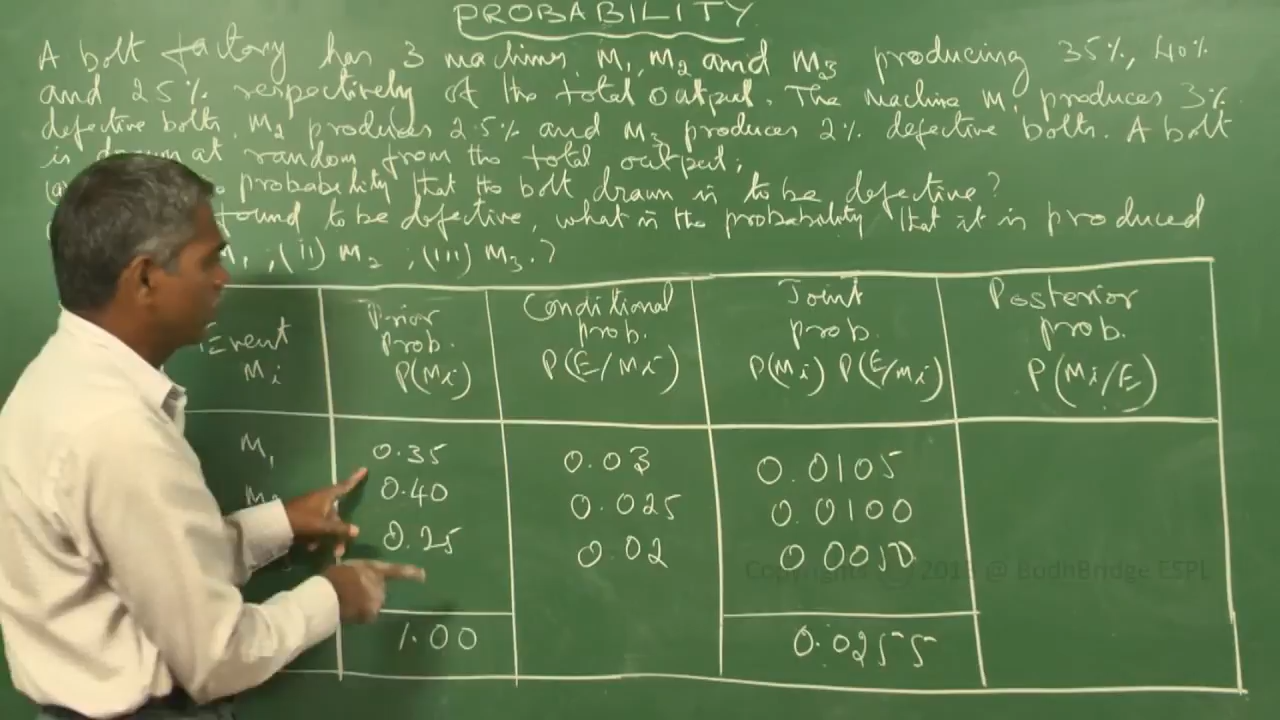 PROBABILITY
A bolt factory has 3 machines, M1, M2 and M3 producing 35%, 40%
and 25% respectively of the total output. The machine M1 produces 3%
defective bolts. M2 produces 2.5% and M3 produces 2% defective bolts. A bolt
is drawn at random from the total output;
(a) probability that the bolt drawn is to be defective?
found to be defective, what is the probability that it is produced
M1 ; (ii) M2 ; (iii) M3.?
Event Mi
Prior prob. P(Mi)
Conditional prob. P(E/Mi)
Joint prob. P(Mi) P(E/Mi)
Posterior prob. P(Mi/E)
M1 0.35 0.03 0.0105
0.40 0.025 0.0100
0.25 0.02 0.0050
1.00 0.0255
Copyrights © @ BodhBridge ESPL